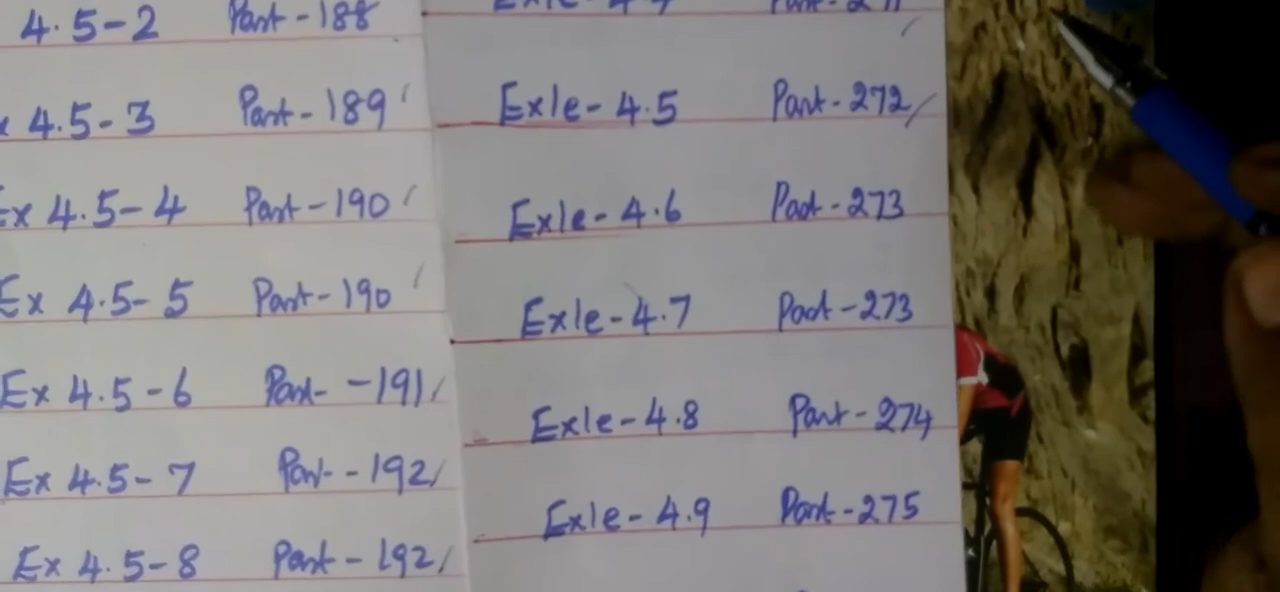 4.5-2 Part-188
x 4.5-3 Part-189
Ex 4.5-4 Part-190
Ex 4.5-5 Part-190
Ex 4.5-6 Part--191
Ex 4.5-7 Part--192
Ex 4.5-8 Part-192
Exle-4.5 Part-272
Exle-4.6 Part-273
Exle-4.7 Part-273
Exle-4.8 Part-274
Exle-4.9 Part-275